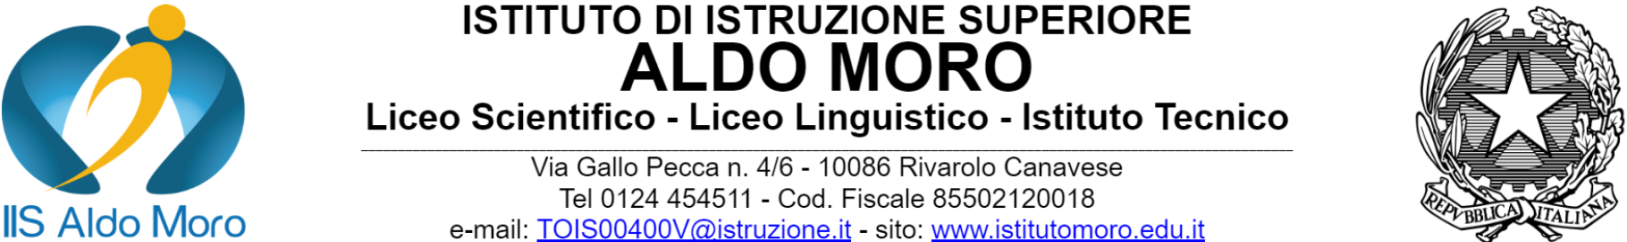 ISTITUTO DI ISTRUZIONE SUPERIORE
ALDO MORO
Liceo Scientifico - Liceo Linguistico - Istituto Tecnico
Via Gallo Pecca n. 4/6 - 10086 Rivarolo Canavese
Tel 0124 454511 - Cod. Fiscale 85502120018
e-mail: TOIS00400V@istruzione.it - sito: www.istitutomoro.edu.it
IIS Aldo Moro
REPVBBLICA ITALIANA